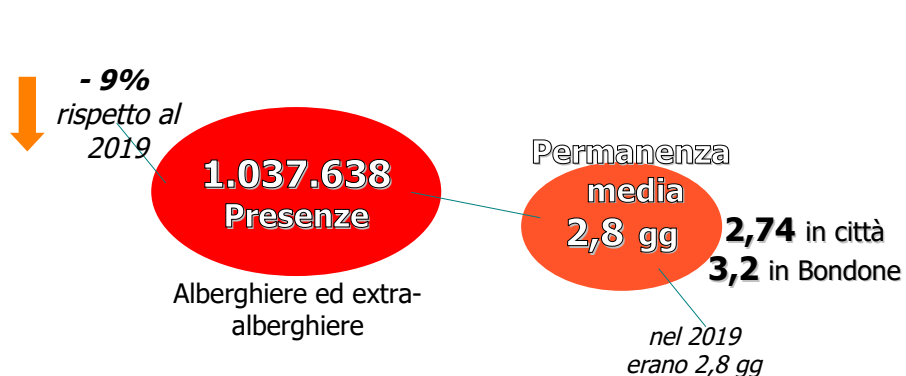 - 9%
rispetto al
2019
1.037.638
Presenze
Alberghiere ed extra-
alberghiere
Permanenza
media
2,8 gg
2,74 in città
3,2 in Bondone
nel 2019
erano 2,8 gg